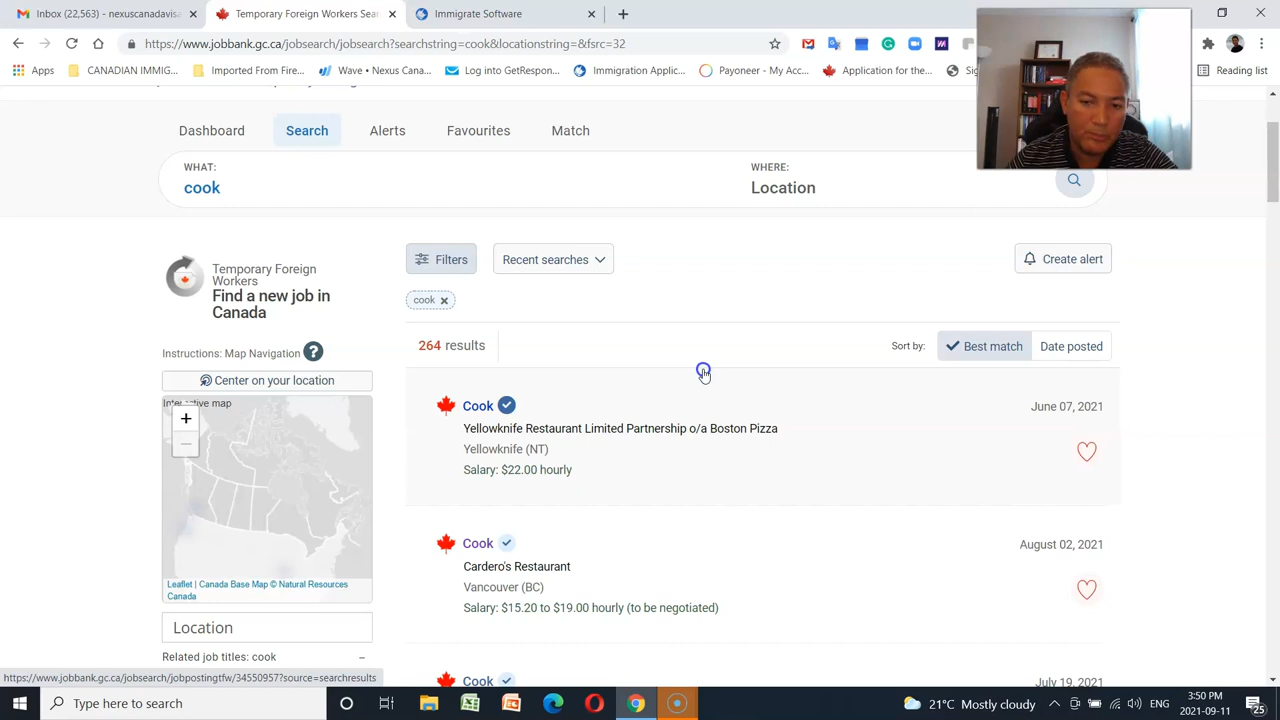 Inbox (22,563) - nexuscanadavisa
Temporary Foreign Workers Sear
Immigrate Software
https://www.jobbank.gc.ca/jobsearch/jobsearch?searchstring=cook&locationstring=&fsrc=32
Apps
CANADIAN IMMIG...
Imported From Fire...
Wave • Nexus Cana...
Log into GetRespon...
Immigration Applic...
Payoneer - My Acc...
Application for the...
Sig
Reading list
Dashboard
Search
Alerts
Favourites
Match
WHAT:
cook
WHERE:
Location
Temporary Foreign
Workers
Find a new job in
Canada
Instructions: Map Navigation ?
Center on your location
Interactive map
+
−
Leaflet | Canada Base Map © Natural Resources
Canada
Location
Related job titles: cook –
Filters
Recent searches
Create alert
cook ×
264 results
Sort by:
Best match
Date posted
Cook
June 07, 2021
Yellowknife Restaurant Limited Partnership o/a Boston Pizza
Yellowknife (NT)
Salary: $22.00 hourly
Cook
August 02, 2021
Cardero's Restaurant
Vancouver (BC)
Salary: $15.20 to $19.00 hourly (to be negotiated)
Cook
July 19, 2021
https://www.jobbank.gc.ca/jobsearch/jobpostingtfw/34550957?source=searchresults
Type here to search
21°C Mostly cloudy
ENG
3:50 PM
2021-09-11
25